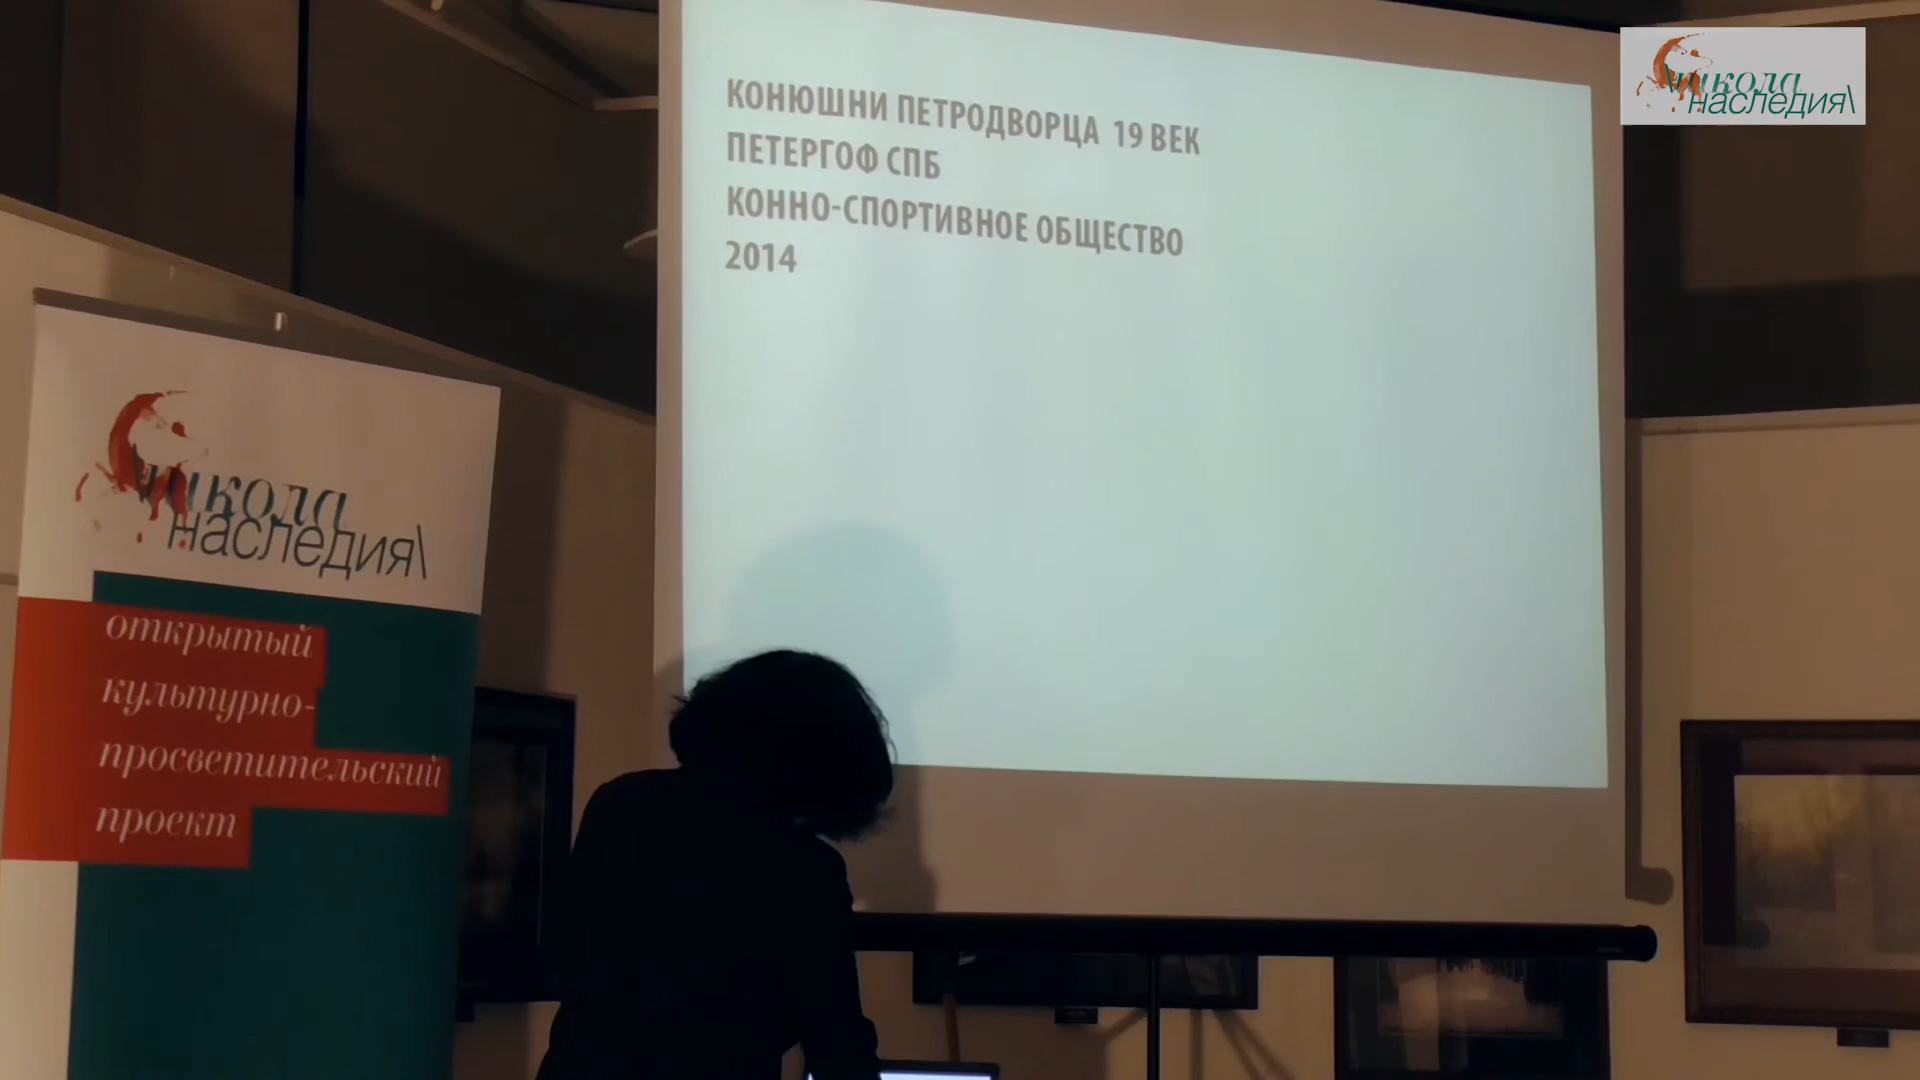 КОНЮШНИ ПЕТРОДВОРЦА 19 ВЕК
ПЕТЕРГОФ СПБ
КОННО-СПОРТИВНОЕ ОБЩЕСТВО
2014
\школа
наследия\
\школа
наследия\
открытый
культурно-
просветительский
проект